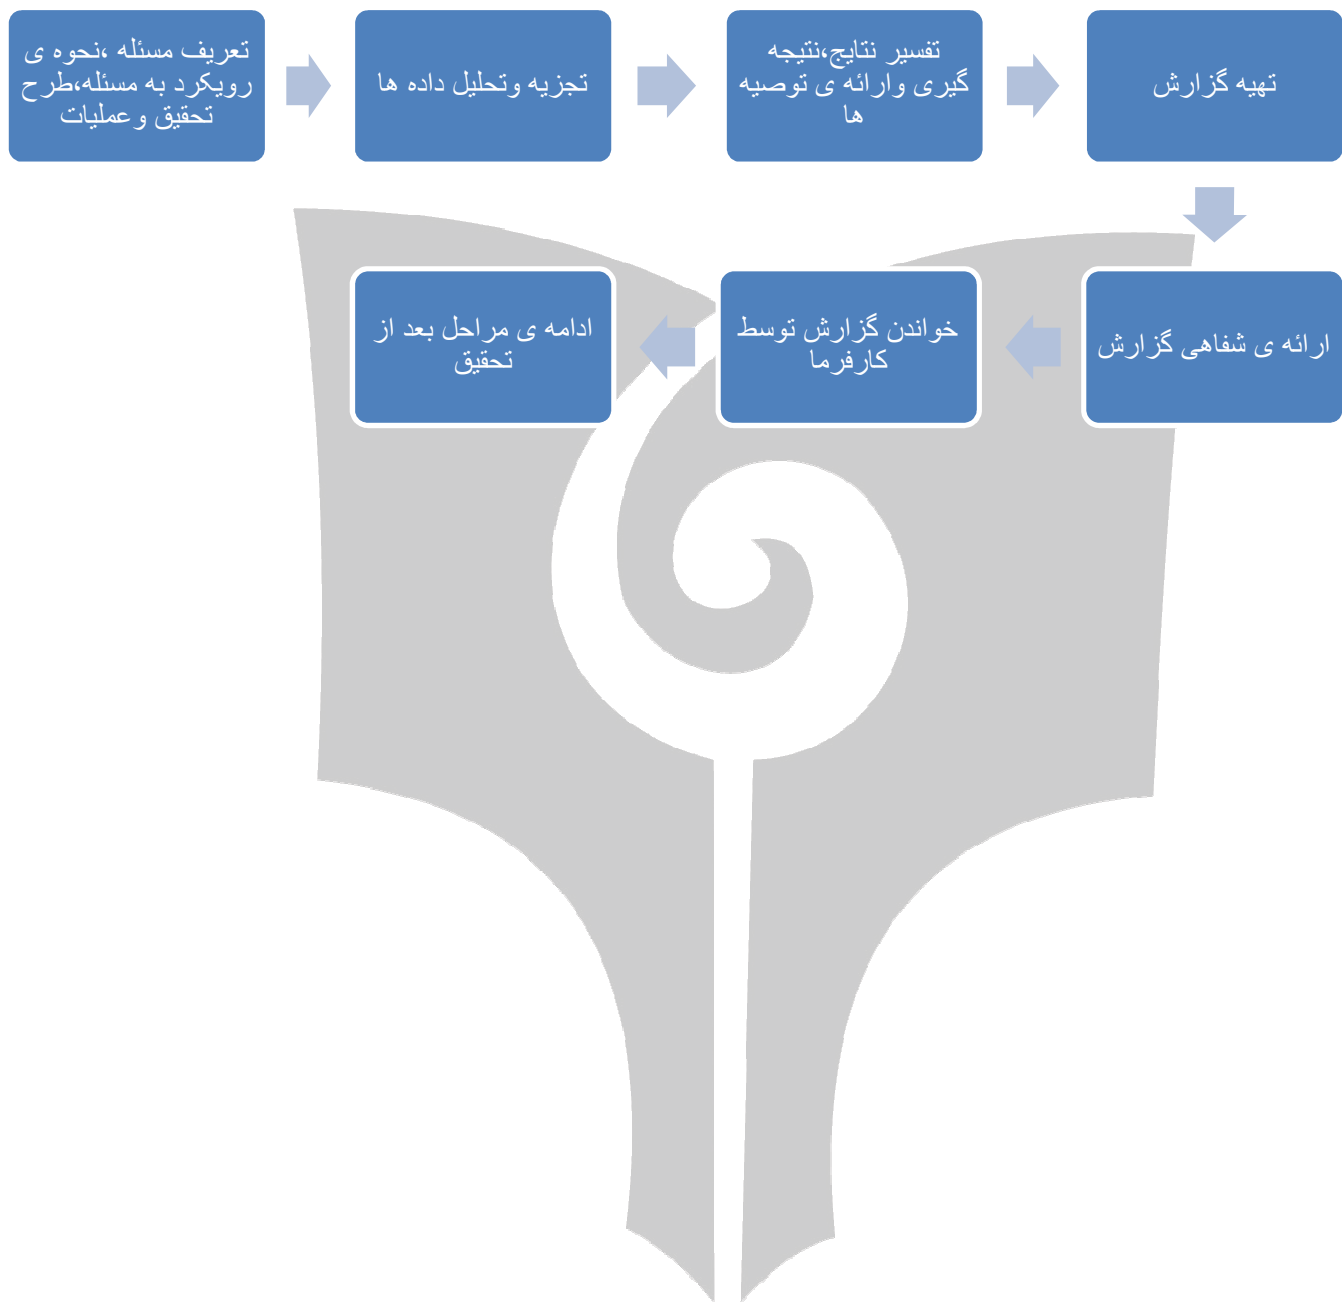 تعریف مسئله ،نحوه ی
رویکرد به مسئله،طرح
تحقیق وعملیات
تجزیه وتحلیل داده ها
تفسیر نتایج،نتیجه
گیری وارائه ی توصیه
ها
تهیه گزارش
ارائه ی شفاهی گزارش
خواندن گزارش توسط
کارفرما
ادامه ی مراحل بعد از
تحقیق